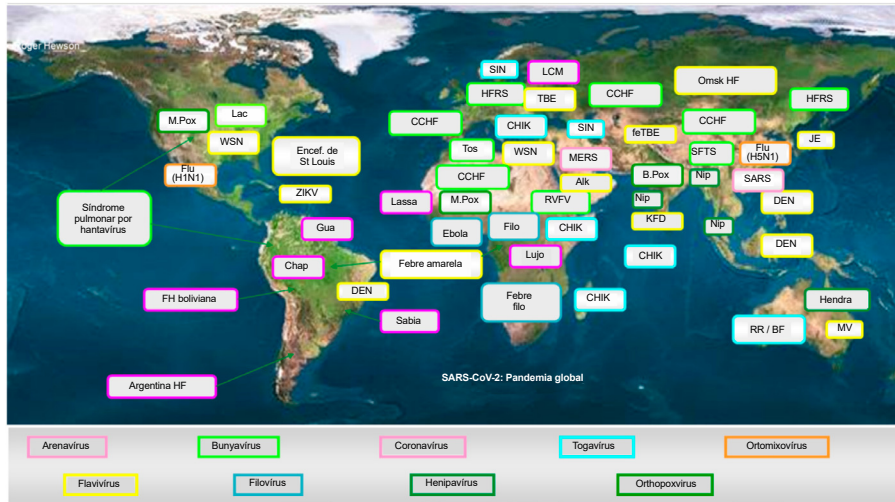 Roger Hewson
SIN
LCM
Omsk HF
HFRS
TBE
CCHF
HFRS
M.Pox
Lac
CCHF
CHIK
SIN
feTBE
CCHF
JE
WSN
Encef. de
St Louis
Tos
WSN
MERS
SFTS
Flu
(H5N1)
Flu
(H1N1)
CCHF
Alk
B.Pox
Nip
SARS
ZIKV
Lassa
M.Pox
RVFV
Nip
DEN
Síndrome
pulmonar por
hantavírus
Gua
Ebola
Filo
CHIK
KFD
Nip
Chap
Febre amarela
Lujo
CHIK
DEN
FH boliviana
DEN
Febre
filo
CHIK
Hendra
Sabia
RR / BF
MV
Argentina HF
SARS-CoV-2: Pandemia global
Arenavírus
Bunyavírus
Coronavírus
Togavírus
Ortomixovírus
Flavivírus
Filovírus
Henipavírus
Orthopoxvírus